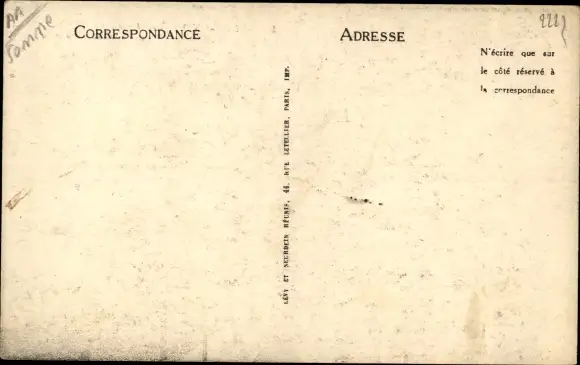 AA
Somme
CORRESPONDANCE
ADRESSE
N'écrire que sur
le côté réservé à
la correspondance
LÉVY ET NEURDEIN RÉUNIS, 44, RUE LETELLIER, PARIS, IMP.